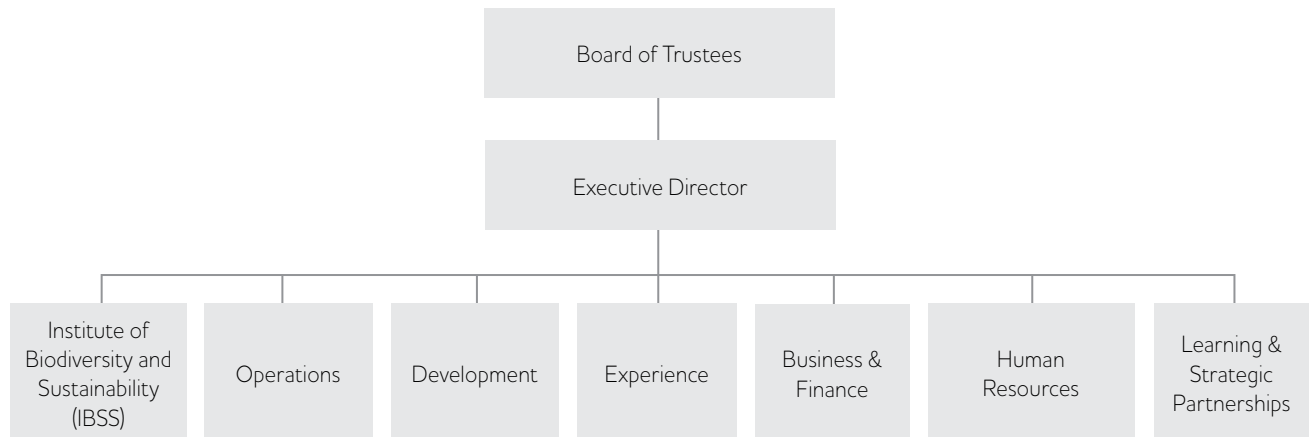 Board of Trustees
Executive Director
Institute of
Biodiversity and
Sustainability
(IBSS)
Operations
Development
Experience
Business &
Finance
Human
Resources
Learning &
Strategic
Partnerships